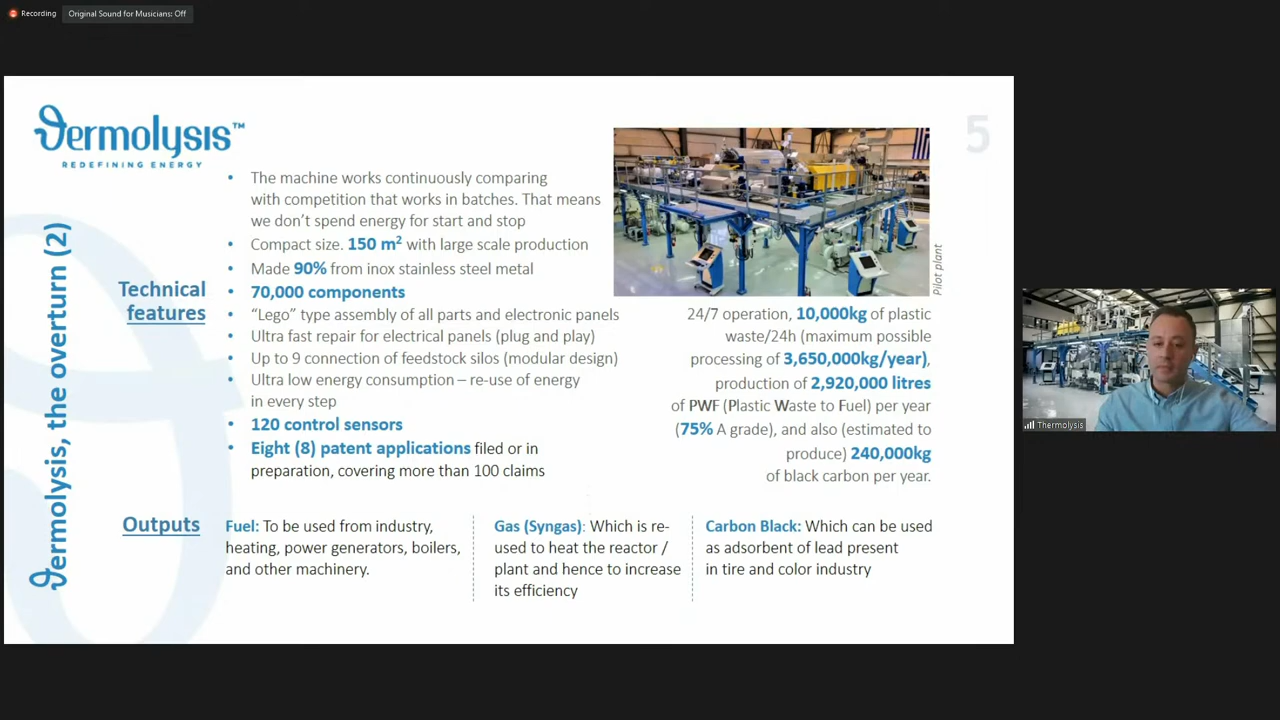 Recording
Original Sound for Musicians: Off
ϑermolysis™
REDEFINING ENERGY
5
ϑermolysis, the overturn (2)
Technical
features
• The machine works continuously comparing
with competition that works in batches. That means
we don’t spend energy for start and stop
• Compact size. 150 m² with large scale production
• Made 90% from inox stainless steel metal
• 70,000 components
• “Lego” type assembly of all parts and electronic panels
• Ultra fast repair for electrical panels (plug and play)
• Up to 9 connection of feedstock silos (modular design)
• Ultra low energy consumption – re-use of energy
in every step
• 120 control sensors
• Eight (8) patent applications filed or in
preparation, covering more than 100 claims
Pilot plant
24/7 operation, 10,000kg of plastic
waste/24h (maximum possible
processing of 3,650,000kg/year),
production of 2,920,000 litres
of PWF (Plastic Waste to Fuel) per year
(75% A grade), and also (estimated to
produce) 240,000kg
of black carbon per year.
Outputs
Fuel: To be used from industry,
heating, power generators, boilers,
and other machinery.
Gas (Syngas): Which is re-
used to heat the reactor /
plant and hence to increase
its efficiency
Carbon Black: Which can be used
as adsorbent of lead present
in tire and color industry
Thermolysis